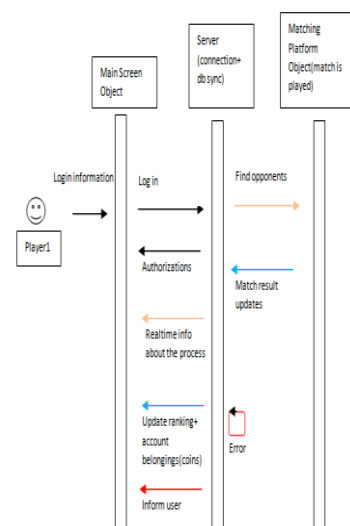 Main Screen
Object
Server
(connection+
db sync)
Matching
Platform
Object(match is
played)
Login information
Log in
Find opponents
Player1
Authorizations
Match result
updates
Realtime info
about the process
Update ranking+
account
belongings(coins)
Error
Inform user